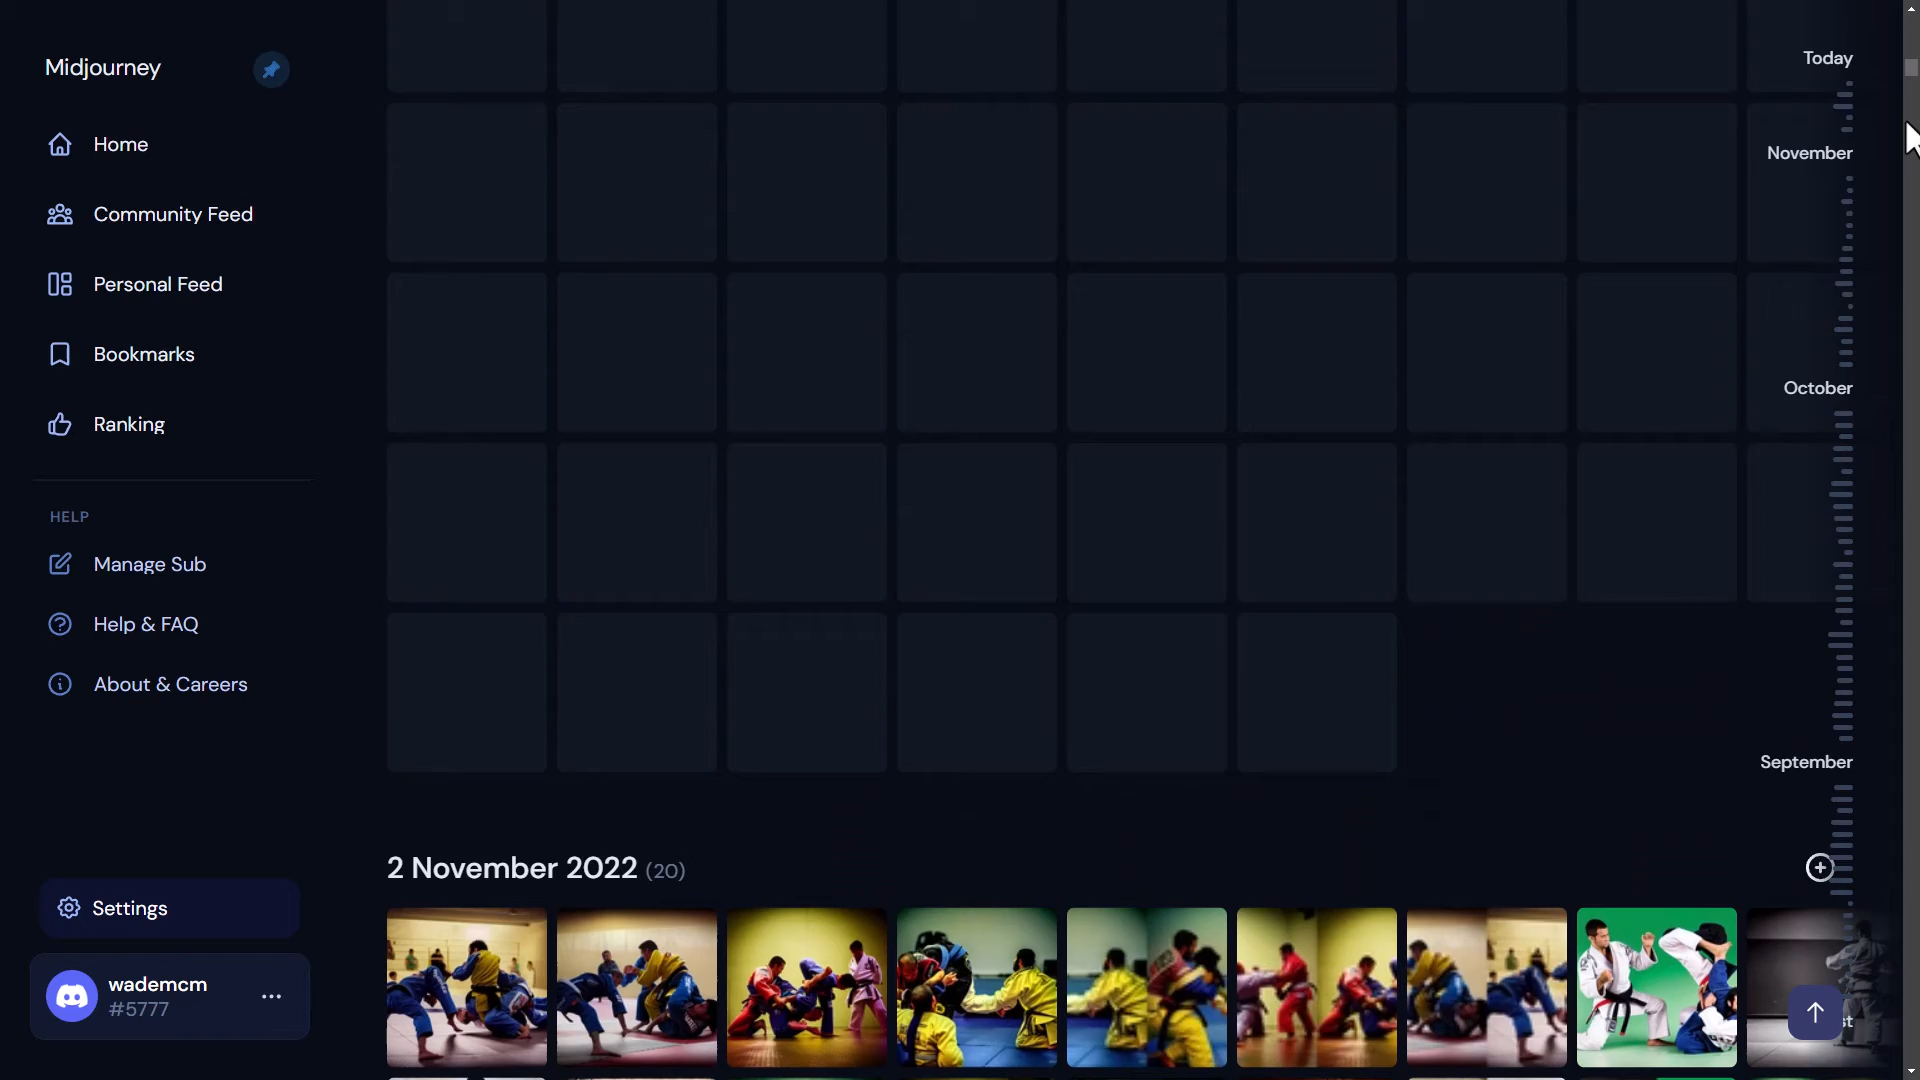 Midjourney
Home
Community Feed
Personal Feed
Bookmarks
Ranking
HELP
Manage Sub
Help & FAQ
About & Careers
Settings
wademcm
#5777
2 November 2022 (20)
Today
November
October
September
st